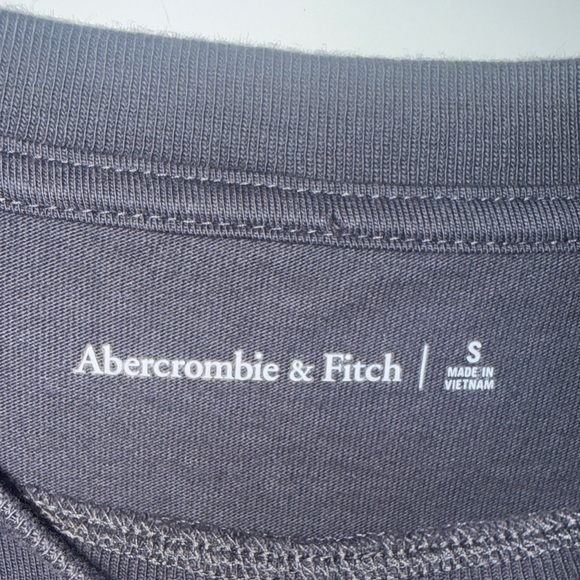 Abercrombie & Fitch | S
MADE IN
VIETNAM